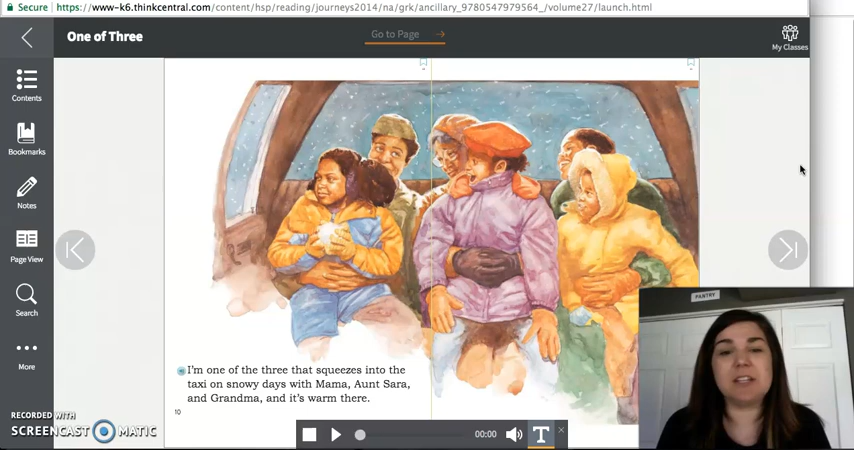 Secure
https://www-k6.thinkcentral.com/content/hsp/reading/journeys2014/na/grk/ancillary_9780547979564_/volume27/launch.html
One of Three
Go to Page →
My Classes
Contents
Bookmarks
Notes
Page View
Search
More
I'm one of the three that squeezes into the
taxi on snowy days with Mama, Aunt Sara,
and Grandma, and it's warm there.
10
PANTRY
RECORDED WITH
SCREENCAST MATIC
00:00
T